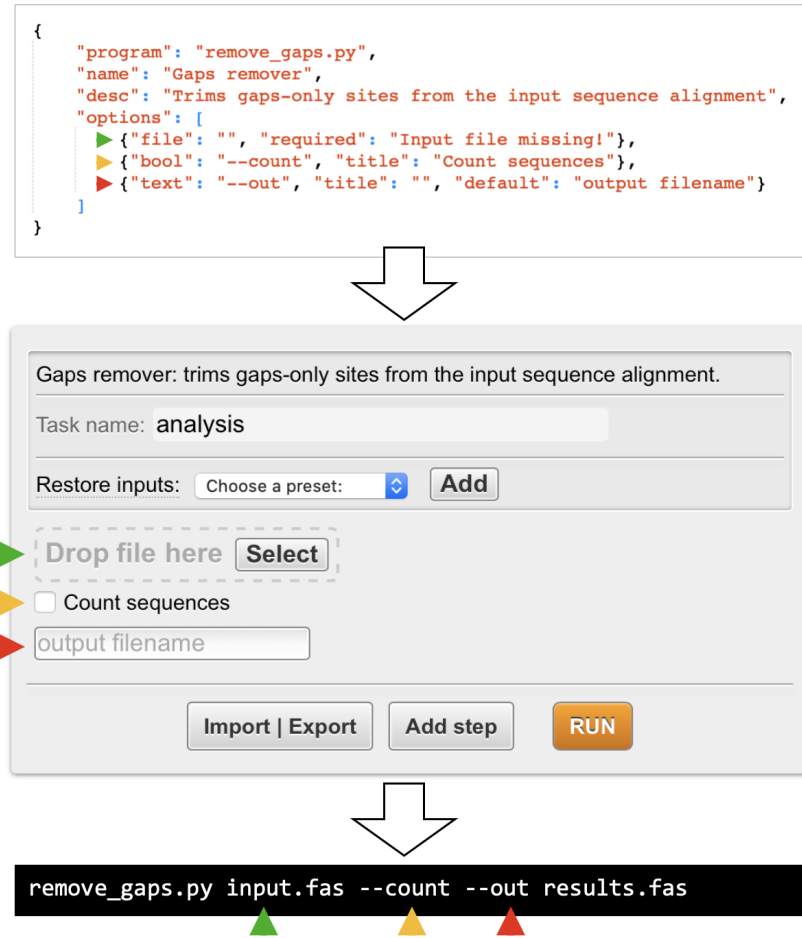 {
"program": "remove_gaps.py",
"name": "Gaps remover",
"desc": "Trims gaps-only sites from the input sequence alignment",
"options": [
{"file": "", "required": "Input file missing!"},
{"bool": "--count", "title": "Count sequences"},
{"text": "--out", "title": "", "default": "output filename"}
]
}
Gaps remover: trims gaps-only sites from the input sequence alignment.
Task name: analysis
Restore inputs: Choose a preset: Add
Drop file here Select
Count sequences
output filename
Import | Export Add step RUN
remove_gaps.py input.fas --count --out results.fas